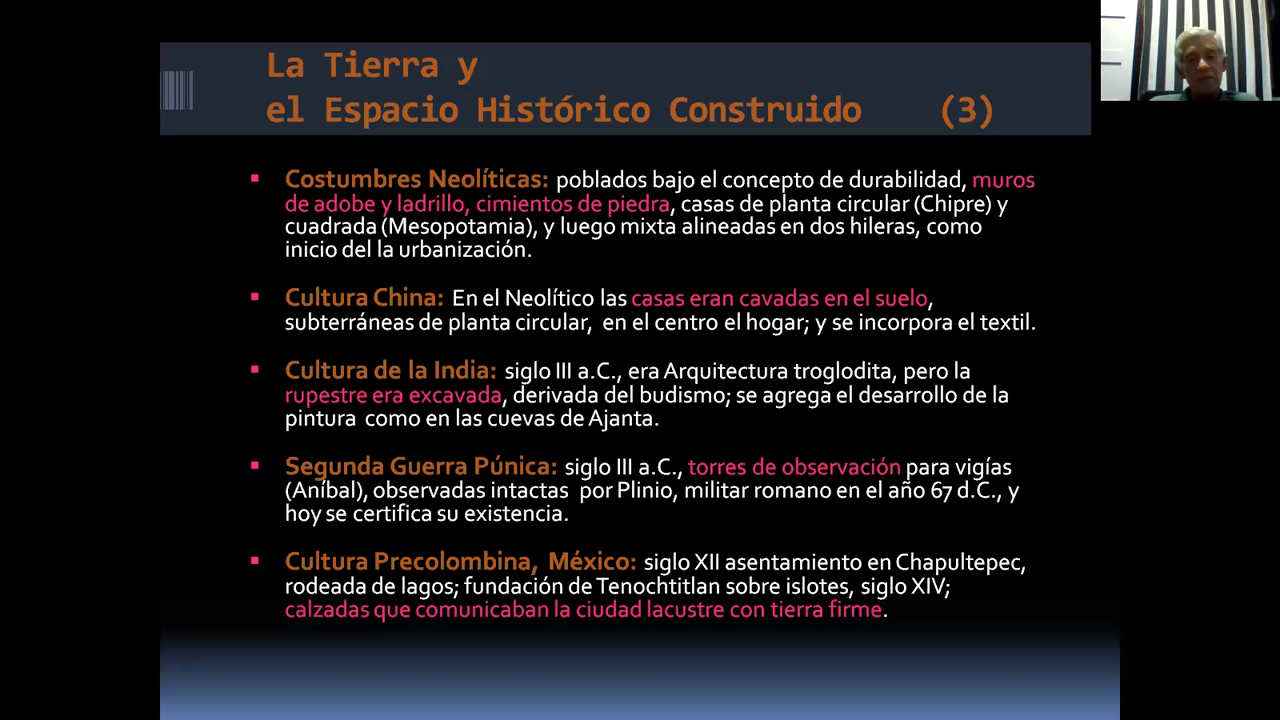 La Tierra y
el Espacio Histórico Construido (3)
Costumbres Neolíticas: poblados bajo el concepto de durabilidad, muros
de adobe y ladrillo, cimientos de piedra, casas de planta circular (Chipre) y
cuadrada (Mesopotamia), y luego mixta alineadas en dos hileras, como
inicio del la urbanización.
Cultura China: En el Neolítico las casas eran cavadas en el suelo,
subterráneas de planta circular, en el centro el hogar; y se incorpora el textil.
Cultura de la India: siglo III a.C., era Arquitectura troglodita, pero la
rupestre era excavada, derivada del budismo; se agrega el desarrollo de la
pintura como en las cuevas de Ajanta.
Segunda Guerra Púnica: siglo III a.C., torres de observación para vigías
(Aníbal), observadas intactas por Plinio, militar romano en el año 67 d.C., y
hoy se certifica su existencia.
Cultura Precolombina, México: siglo XII asentamiento en Chapultepec,
rodeada de lagos; fundación de Tenochtitlan sobre islotes, siglo XIV;
calzadas que comunicaban la ciudad lacustre con tierra firme.